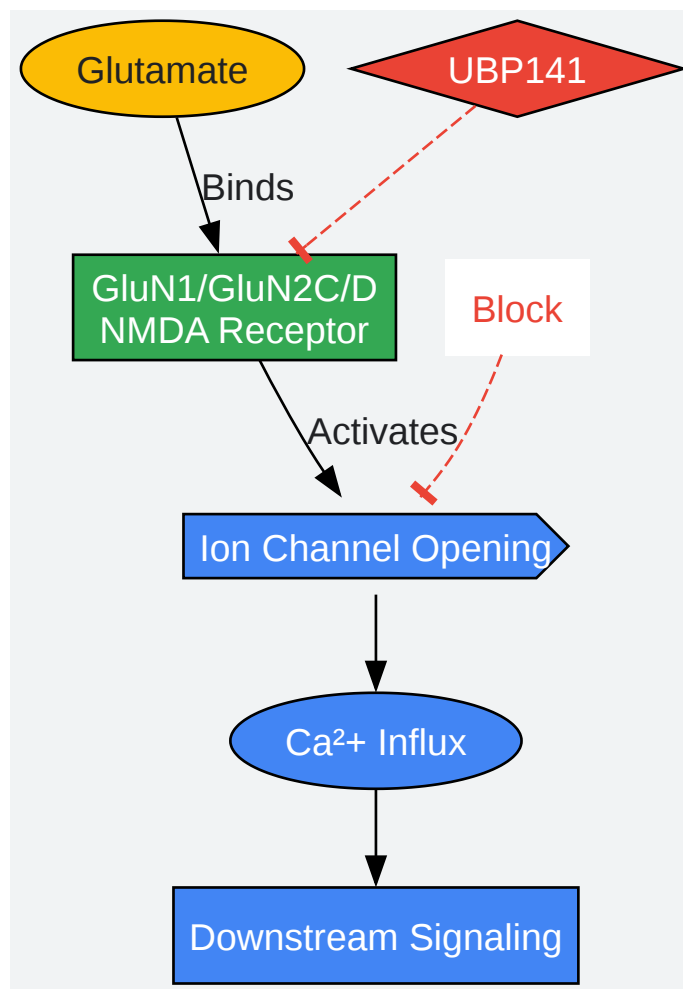 Glutamate
UBP141
Binds
GluN1/GluN2C/D
NMDA Receptor
Block
Activates
Ion Channel Opening
Ca²+ Influx
Downstream Signaling